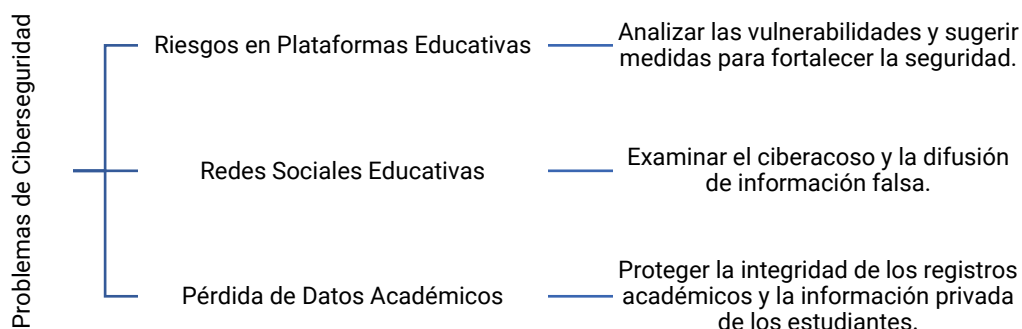 Problemas de Ciberseguridad
Riesgos en Plataformas Educativas
Analizar las vulnerabilidades y sugerir
medidas para fortalecer la seguridad.
Redes Sociales Educativas
Examinar el ciberacoso y la difusión
de información falsa.
Pérdida de Datos Académicos
Proteger la integridad de los registros
académicos y la información privada
de los estudiantes.